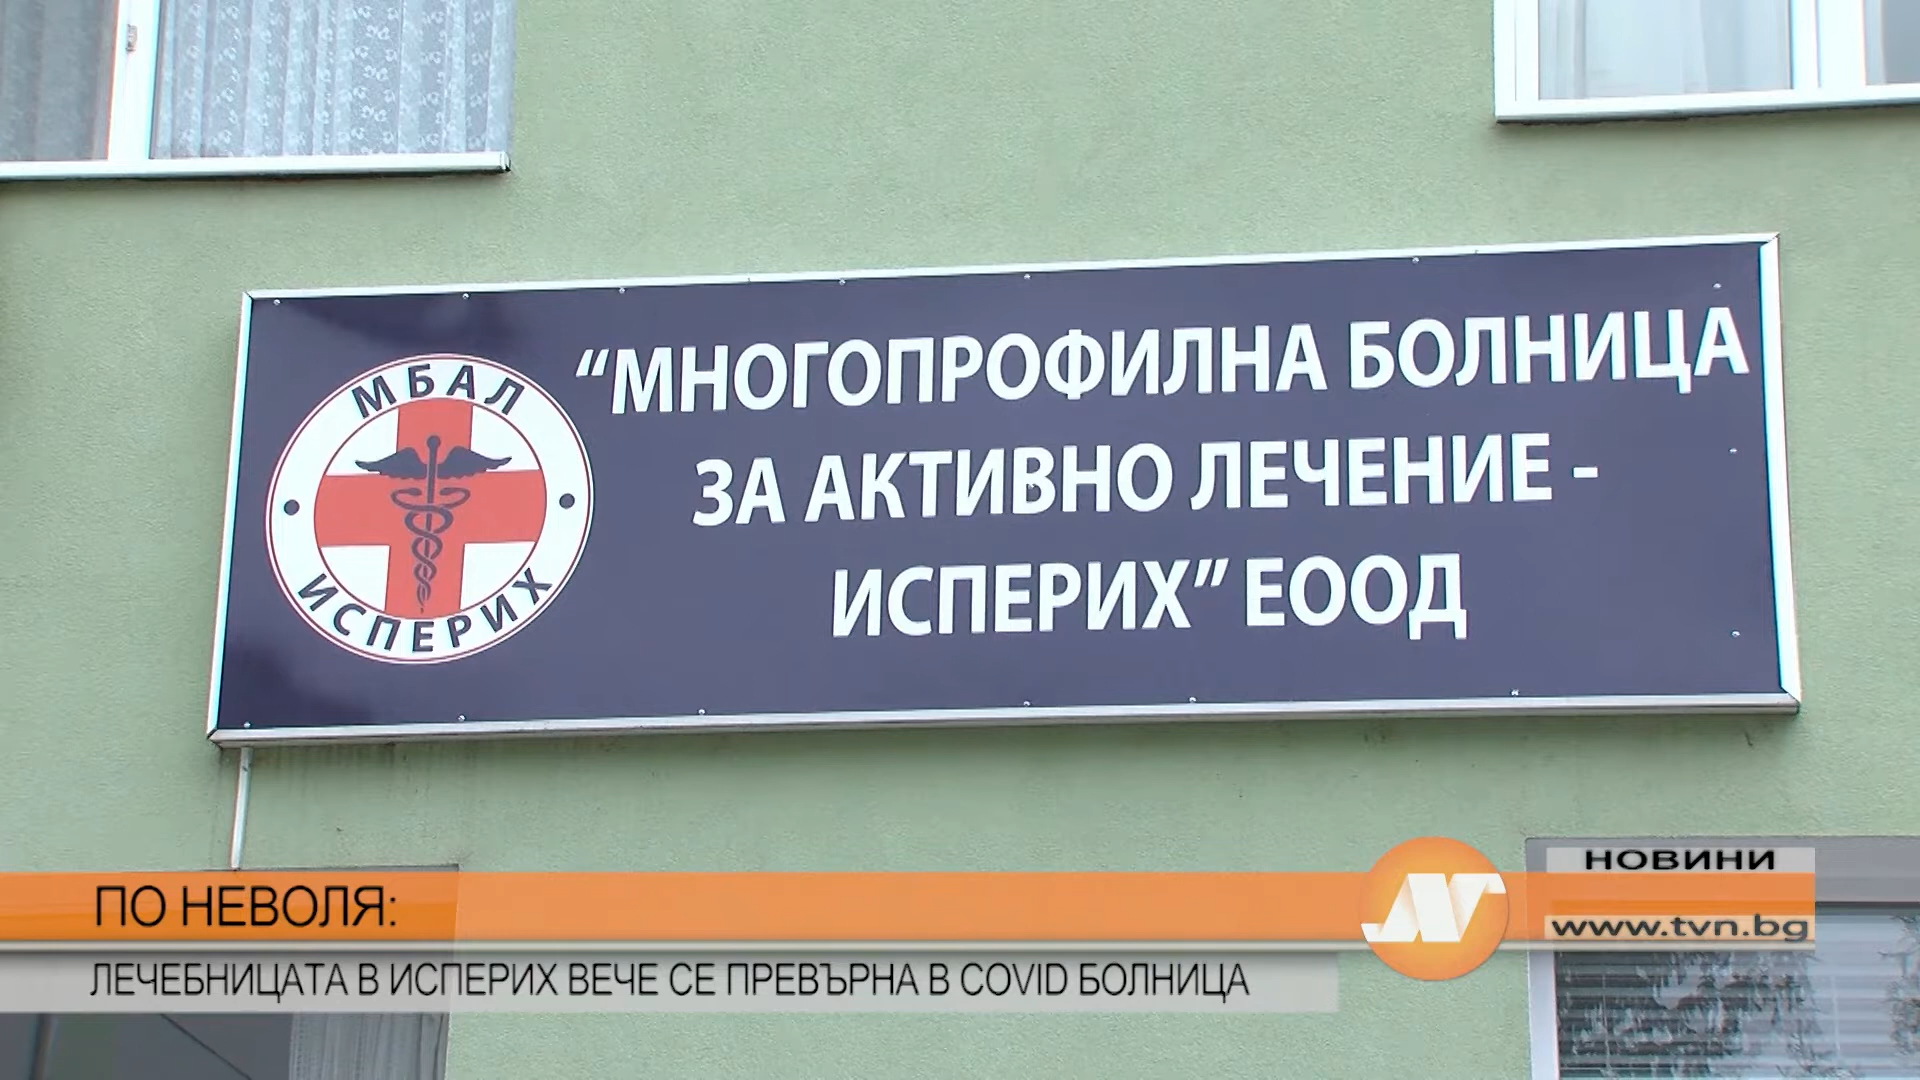 МБАЛ
ИСПЕРИХ
“МНОГОПРОФИЛНА БОЛНИЦА
ЗА АКТИВНО ЛЕЧЕНИЕ -
ИСПЕРИХ” ЕООД
НОВИНИ
www.tvn.bg
ПО НЕВОЛЯ:
ЛЕЧЕБНИЦАТА В ИСПЕРИХ ВЕЧЕ СЕ ПРЕВЪРНА В COVID БОЛНИЦА